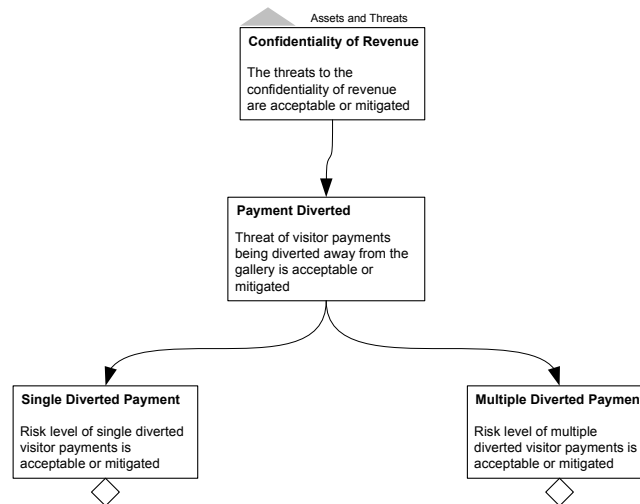 Assets and Threats
Confidentiality of Revenue
The threats to the
confidentiality of revenue
are acceptable or mitigated
Payment Diverted
Threat of visitor payments
being diverted away from the
gallery is acceptable or
mitigated
Single Diverted Payment
Risk level of single diverted
visitor payments is
acceptable or mitigated
Multiple Diverted Payment
Risk level of multiple
diverted visitor payments is
acceptable or mitigated